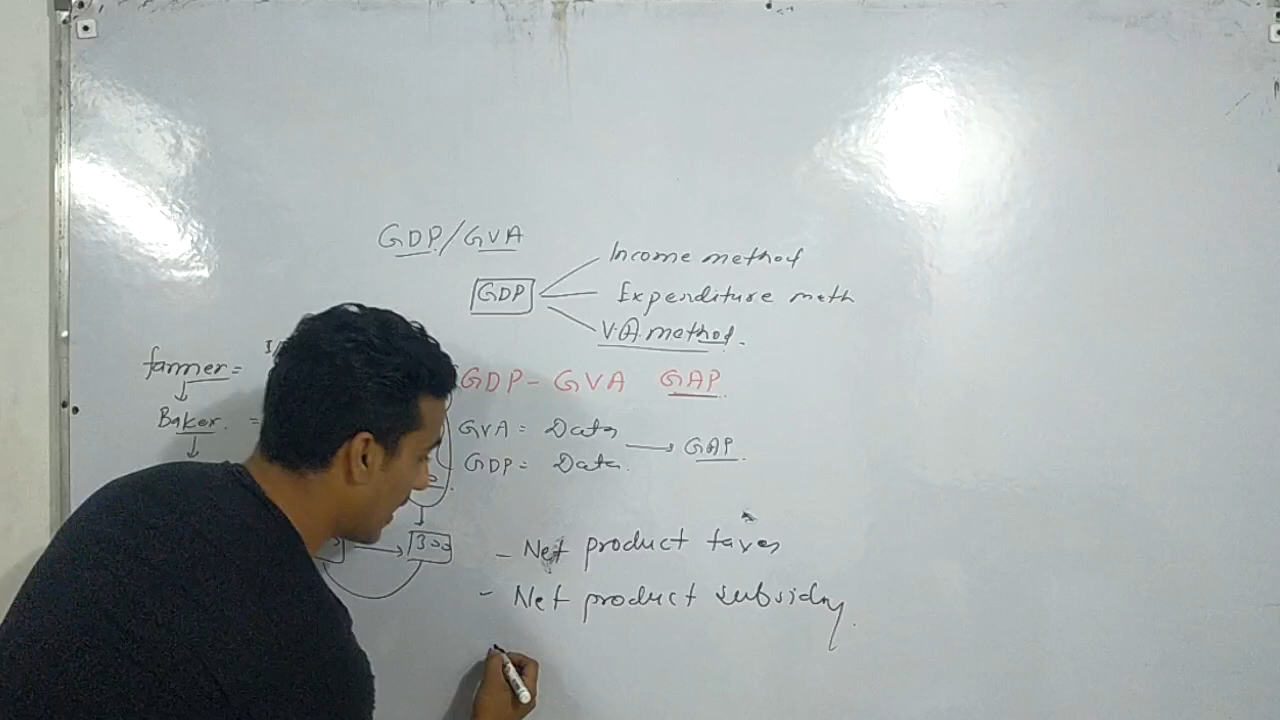 GDP/GVA
GDP
Income method
Expenditure meth
V.A. method.
farmer =
Baker. =
GDP - GVA GAP
GVA = Data
GDP = Data.
GAP.
300
- Net product taxes
- Net product subsidy.